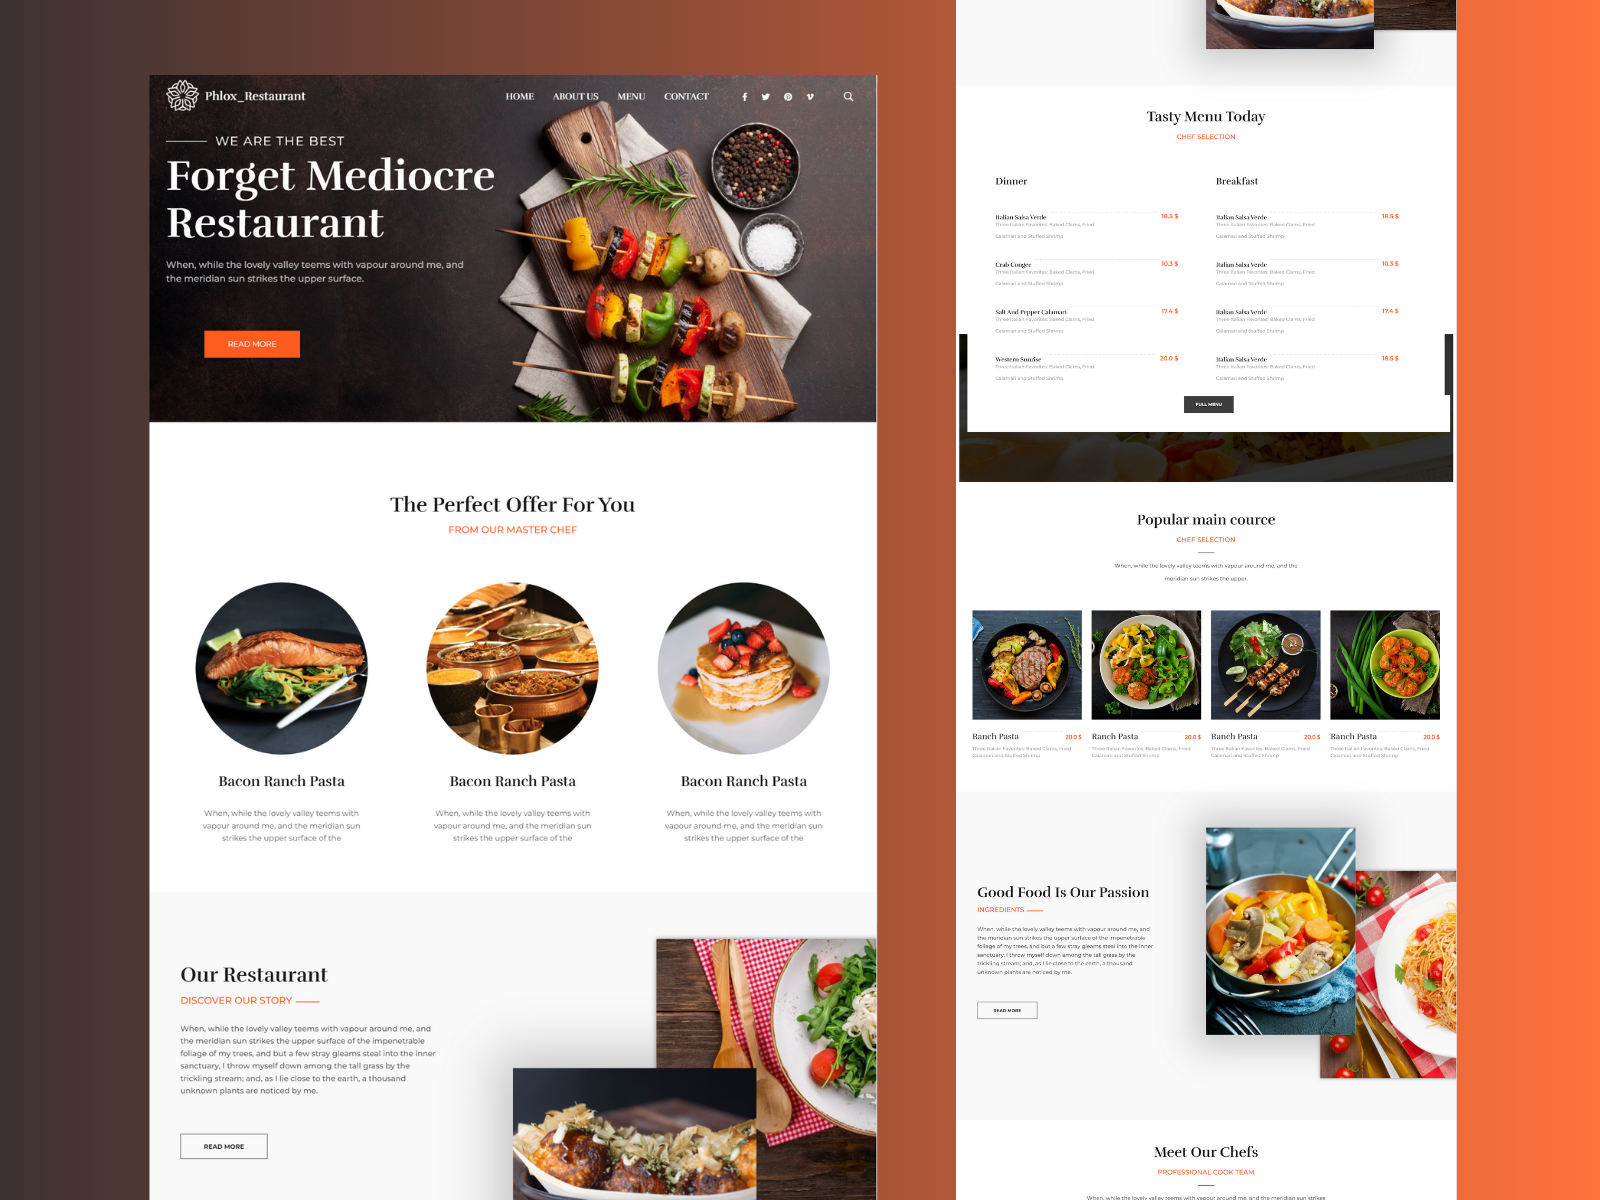 Phlox_Restaurant
HOME
ABOUT US
MENU
CONTACT
WE ARE THE BEST
Forget Mediocre
Restaurant
When, while the lovely valley teems with vapour around me, and
the meridian sun strikes the upper surface.
READ MORE
The Perfect Offer For You
FROM OUR MASTER CHEF
Bacon Ranch Pasta
When, while the lovely valley teems with
vapour around me, and the meridian sun
strikes the upper surface of the
Bacon Ranch Pasta
When, while the lovely valley teems with
vapour around me, and the meridian sun
strikes the upper surface of the
Bacon Ranch Pasta
When, while the lovely valley teems with
vapour around me, and the meridian sun
strikes the upper surface of the
Our Restaurant
DISCOVER OUR STORY
When, while the lovely valley teems with vapour around me, and
the meridian sun strikes the upper surface of the impenetrable
foliage of my trees, and but a few stray gleams steal into the inner
sanctuary, I throw myself down among the tall grass by the
trickling stream; and, as I lie close to the earth, a thousand
unknown plants are noticed by me.
READ MORE
Tasty Menu Today
CHEF SELECTION
Dinner
Italian Salsa Verde 18.5 $
Three Italian Favorites: Baked Clams, Fried
Calamari and Stuffed Shrimp
Crab Congee 10.3 $
Three Italian Favorites: Baked Clams, Fried
Calamari and Stuffed Shrimp
Salt And Pepper Calamari 17.4 $
Three Italian Favorites: Baked Clams, Fried
Calamari and Stuffed Shrimp
Western Sunrise 20.0 $
Three Italian Favorites: Baked Clams, Fried
Calamari and Stuffed Shrimp
Breakfast
Italian Salsa Verde 18.5 $
Three Italian Favorites: Baked Clams, Fried
Calamari and Stuffed Shrimp
Italian Salsa Verde 10.3 $
Three Italian Favorites: Baked Clams, Fried
Calamari and Stuffed Shrimp
Italian Salsa Verde 17.4 $
Three Italian Favorites: Baked Clams, Fried
Calamari and Stuffed Shrimp
Italian Salsa Verde 18.5 $
Three Italian Favorites: Baked Clams, Fried
Calamari and Stuffed Shrimp
FULL MENU
Popular main cource
CHEF SELECTION
When, while the lovely valley teems with vapour around me, and the
meridian sun strikes the upper.
Ranch Pasta 20.0 $
Three Italian Favorites: Baked Clams, Fried
Calamari and Stuffed Shrimp
Ranch Pasta 20.0 $
Three Italian Favorites: Baked Clams, Fried
Calamari and Stuffed Shrimp
Ranch Pasta 20.0 $
Three Italian Favorites: Baked Clams, Fried
Calamari and Stuffed Shrimp
Ranch Pasta 20.0 $
Three Italian Favorites: Baked Clams, Fried
Calamari and Stuffed Shrimp
Good Food Is Our Passion
INGREDIENTS
When, while the lovely valley teems with vapour around me, and
the meridian sun strikes the upper surface of the impenetrable
foliage of my trees, and but a few stray gleams steal into the inner
sanctuary, I throw myself down among the tall grass by the
trickling stream; and, as I lie close to the earth, a thousand
unknown plants are noticed by me.
READ MORE
Meet Our Chefs
PROFESSIONAL COOK TEAM
When, while the lovely valley teems with vapour around me, and the meridian sun strikes